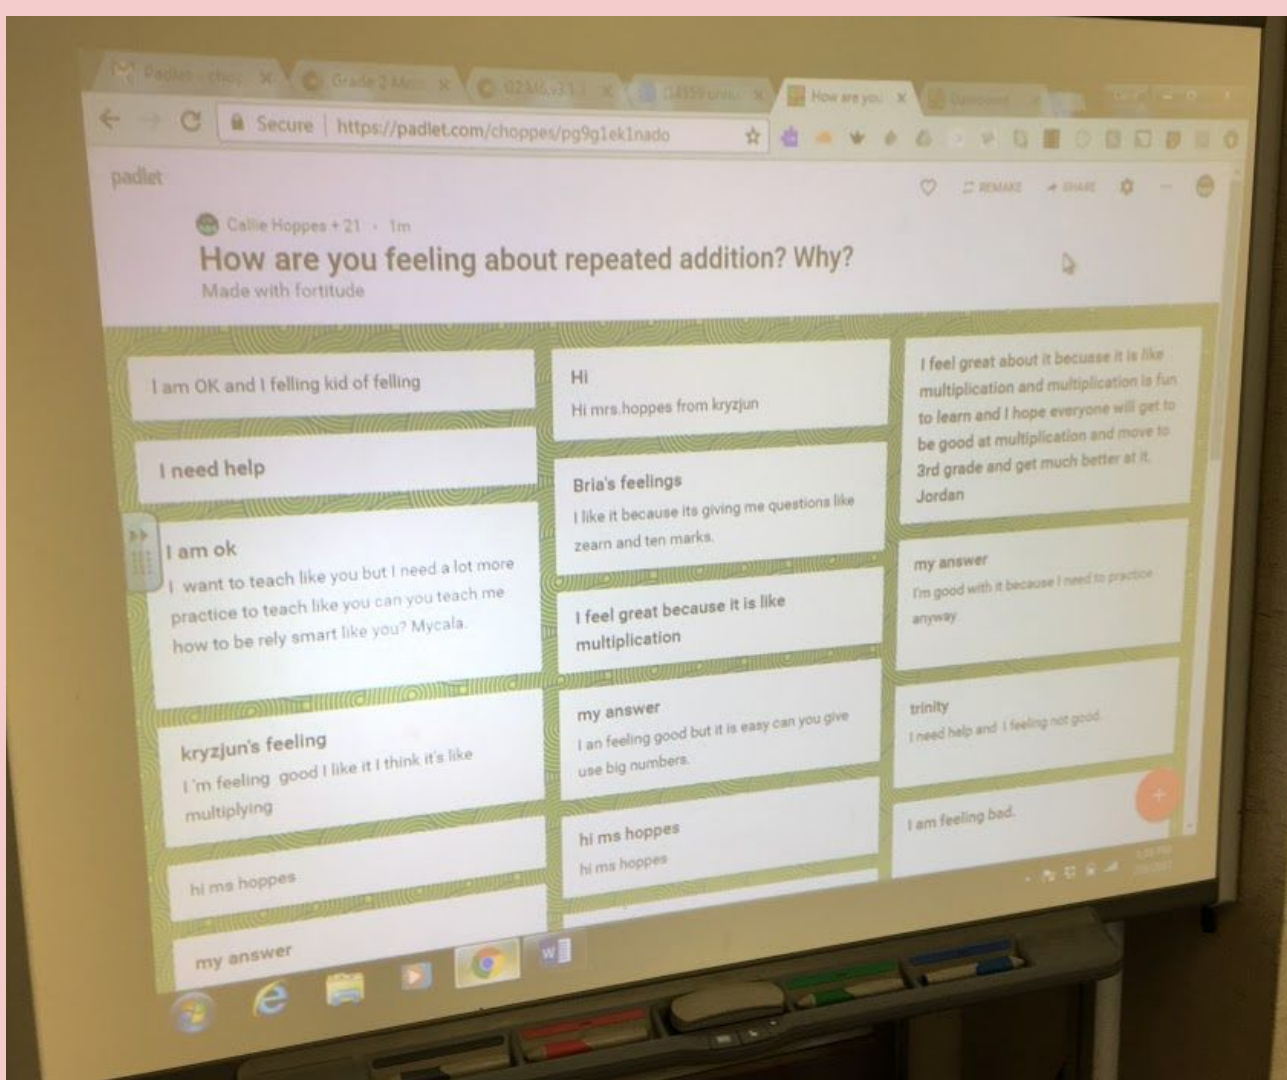 Padlet - chop
Grade 2 M
How are you
Secure | https://padlet.com/choppes/pg9g1ek1nado
padlet
REMAKE
SHARE
Callie Hoppes + 21 · 1m
How are you feeling about repeated addition? Why?
Made with fortitude
I am OK and I felling kid of felling
I need help
I am ok
I want to teach like you but I need a lot more
practice to teach like you can you teach me
how to be rely smart like you? Mycala.
kryzjun's feeling
I 'm feeling good I like it I think it's like
multiplying
hi ms hoppes
my answer
Hi
Hi mrs.hoppes from kryzjun
Bria's feelings
I like it because its giving me questions like
zearn and ten marks.
I feel great because it is like
multiplication
my answer
I an feeling good but it is easy can you give
use big numbers.
hi ms hoppes
hi ms hoppes
I feel great about it becuase it is like
multiplication and multiplication is fun
to learn and I hope everyone will get to
be good at multiplication and move to
3rd grade and get much better at it.
Jordan
my answer
I'm good with it because I need to practice
anyway
trinity
I need help and I feeling not good.
I am feeling bad.